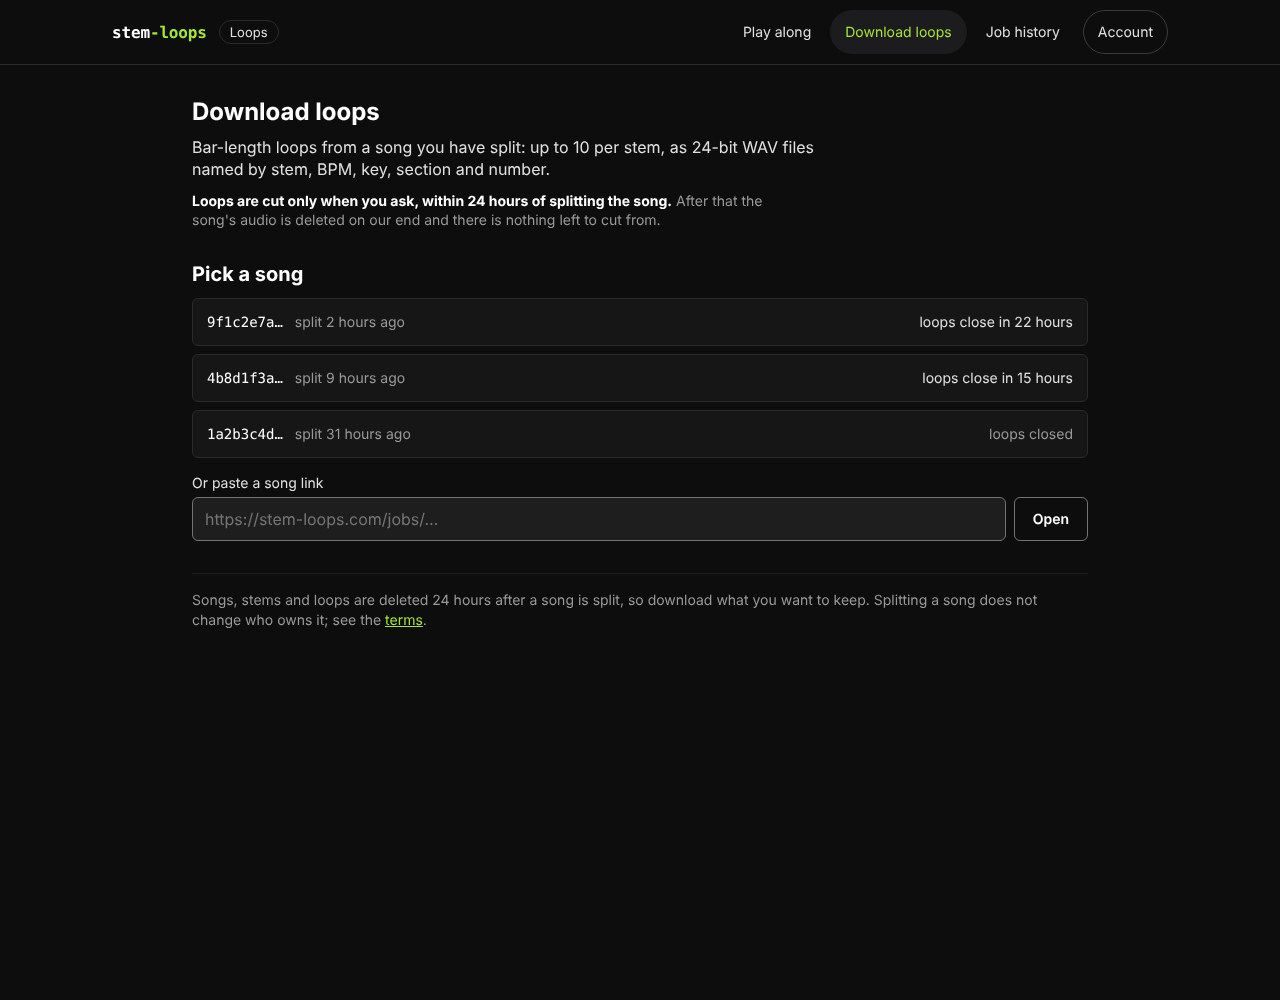 stem-loops Loops Play along Download loops Job history Account
Download loops
Bar-length loops from a song you have split: up to 10 per stem, as 24-bit WAV files
named by stem, BPM, key, section and number.
Loops are cut only when you ask, within 24 hours of splitting the song. After that the
song's audio is deleted on our end and there is nothing left to cut from.
Pick a song
9f1c2e7a… split 2 hours ago loops close in 22 hours
4b8d1f3a… split 9 hours ago loops close in 15 hours
1a2b3c4d… split 31 hours ago loops closed
Or paste a song link
https://stem-loops.com/jobs/... Open
Songs, stems and loops are deleted 24 hours after a song is split, so download what you want to keep. Splitting a song does not
change who owns it; see the terms.